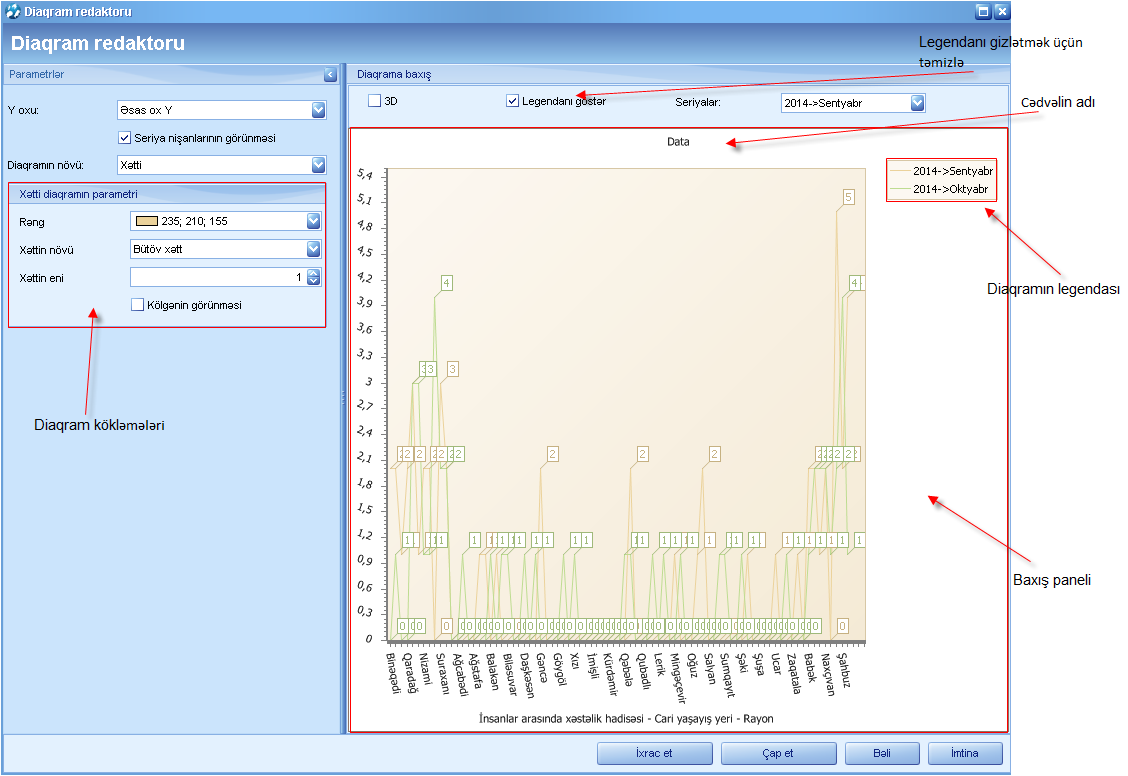 Diaqram redaktoru
Diaqram redaktoru
Legendanı gizlətmək üçün
təmizlə
Parametrlər
Diaqrama baxış
Y oxu:
Əsas ox Y
3D
Legendanı göstər
Seriyalar:
2014->Sentyabr
Cədvəlin adı
Seriya nişanlarının görünməsi
Diaqramın növü:
Xətti
Data
Xətti diaqramın parametri
Rəng
235; 210; 155
Xəttin növü
Bütöv xətt
Xəttin eni
1
Kölgənin görünməsi
2014->Sentyabr
2014->Oktyabr
Diaqramın legendası
Diaqram kökləmələri
Baxış paneli
5,4
5,1
4,8
4,5
4,2
3,9
3,6
3,3
3
2,7
2,4
2,1
1,8
1,5
1,2
0,9
0,6
0,3
0
Binəqədi
Qaradağ
Nizami
Suraxanı
Ağcabədi
Ağstafa
Balakən
Biləsuvar
Daşkəsən
Gəncə
Göygöl
Xızı
İmişli
Kürdəmir
Qəbələ
Qubadlı
Lerik
Mingəçevir
Oğuz
Salyan
Sumqayıt
Şəki
Şuşa
Ucar
Zaqatala
Babək
Naxçıvan
Şahbuz
İnsanlar arasında xəstəlik hadisəsi - Cari yaşayış yeri - Rayon
İxrac et
Çap et
Bəli
İmtina